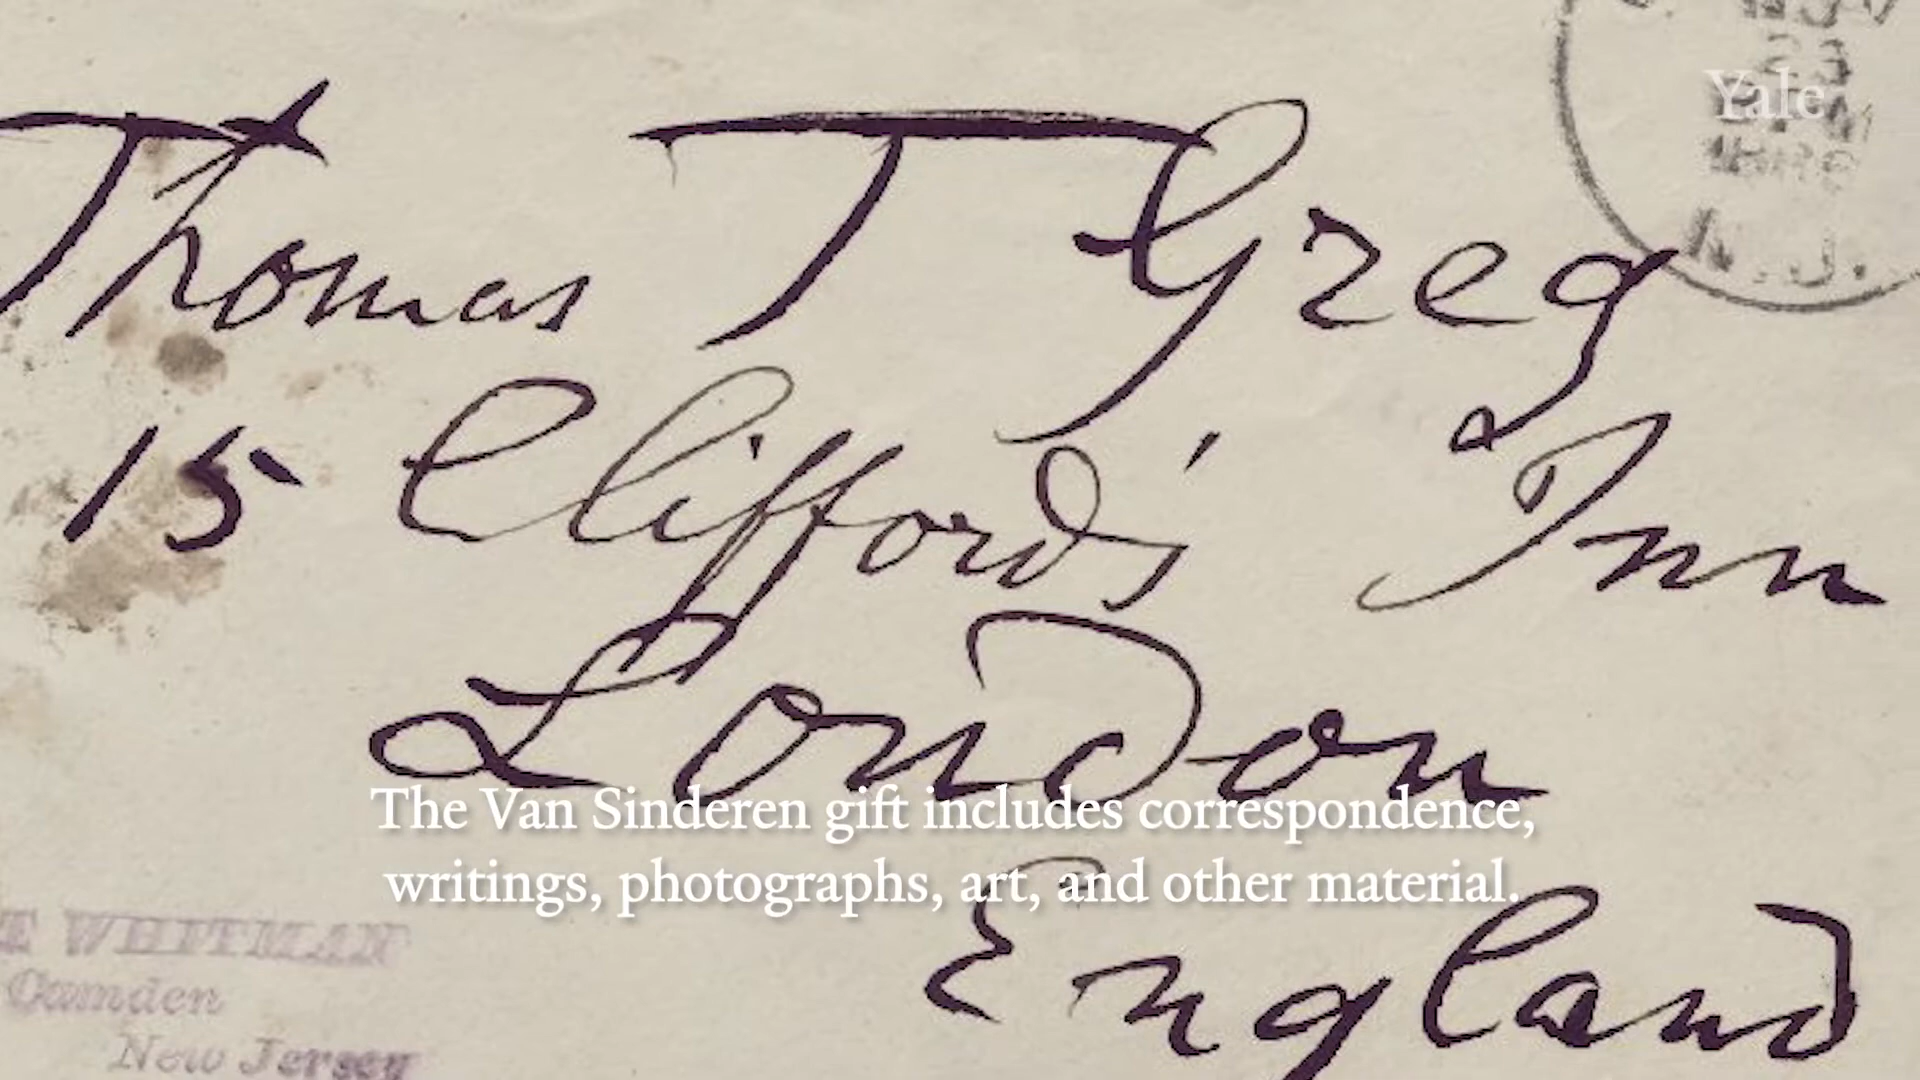 Yale
N.J.
Thomas T Greg
15 Clifford's Inn
London
England
The Van Sinderen gift includes correspondence,
writings, photographs, art, and other material.
T WHITMAN
Camden
New Jersey